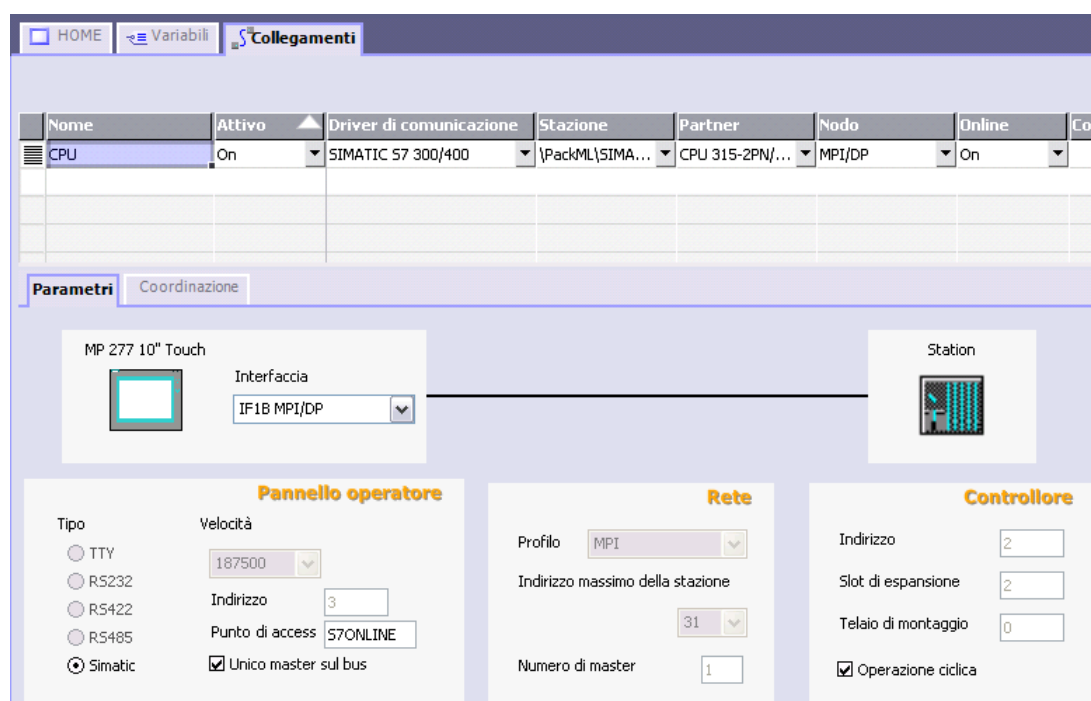 HOME Variabili Collegamenti
Nome Attivo Driver di comunicazione Stazione Partner Nodo Online Co
CPU On SIMATIC S7 300/400 \PackML\SIMA... CPU 315-2PN/... MPI/DP On
Parametri Coordinazione
MP 277 10" Touch
Station
Interfaccia
IF1B MPI/DP
Pannello operatore
Rete
Controllore
Tipo
Velocità
TTY
187500
RS232
Indirizzo 3
RS422
Punto di access S7ONLINE
RS485
Simatic
Unico master sul bus
Profilo MPI
Indirizzo massimo della stazione
31
Numero di master 1
Indirizzo 2
Slot di espansione 2
Telaio di montaggio 0
Operazione ciclica